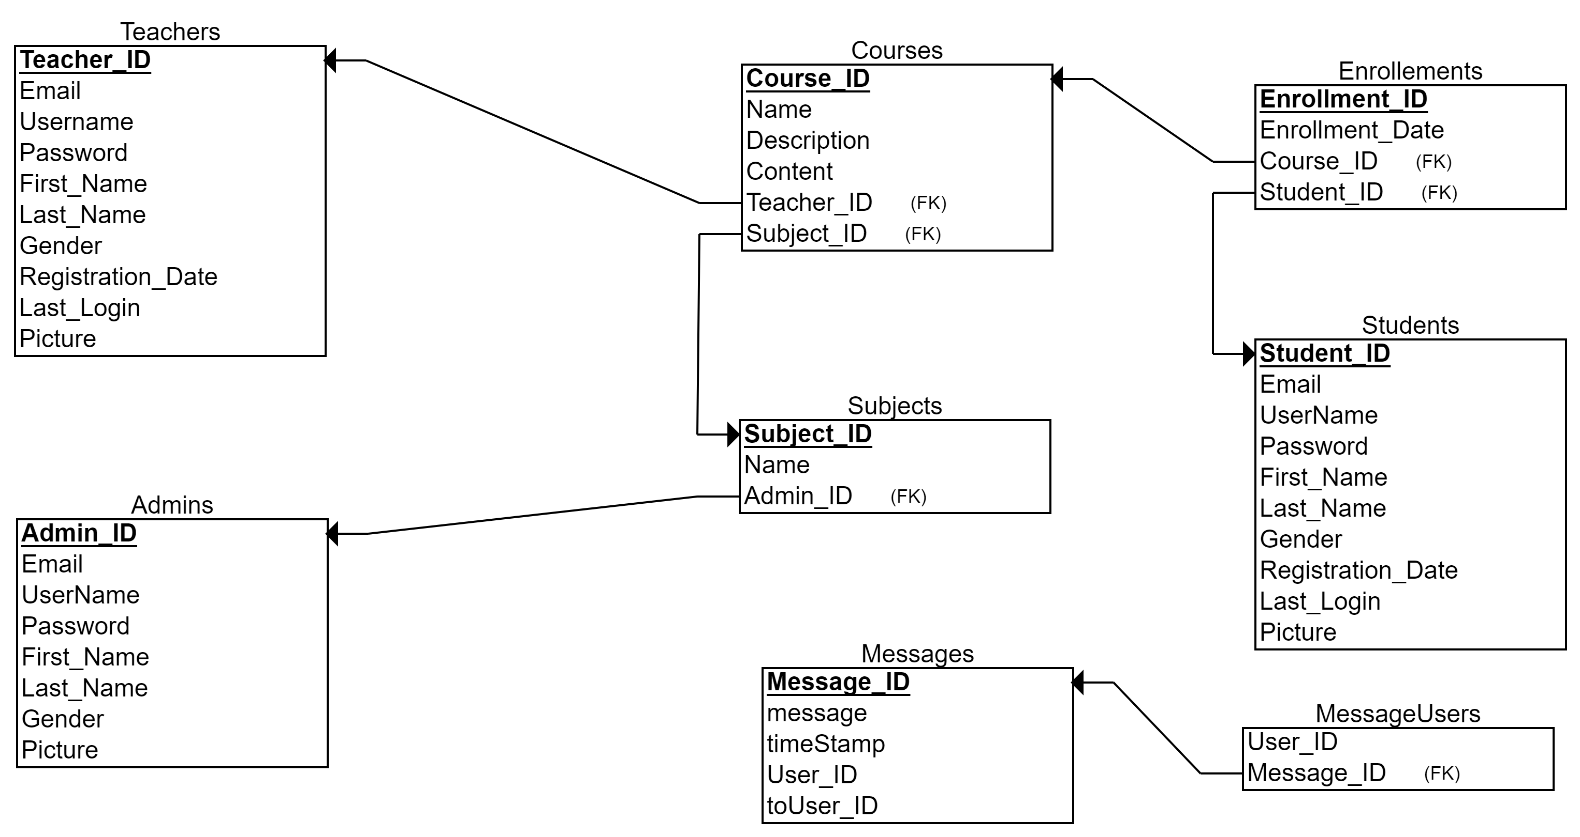 Teachers
Teacher_ID
Email
Username
Password
First_Name
Last_Name
Gender
Registration_Date
Last_Login
Picture
Courses
Course_ID
Name
Description
Content
Teacher_ID (FK)
Subject_ID (FK)
Enrollements
Enrollment_ID
Enrollment_Date
Course_ID (FK)
Student_ID (FK)
Students
Student_ID
Email
UserName
Password
First_Name
Last_Name
Gender
Registration_Date
Last_Login
Picture
Subjects
Subject_ID
Name
Admin_ID (FK)
Admins
Admin_ID
Email
UserName
Password
First_Name
Last_Name
Gender
Picture
Messages
Message_ID
message
timeStamp
User_ID
toUser_ID
MessageUsers
User_ID
Message_ID (FK)